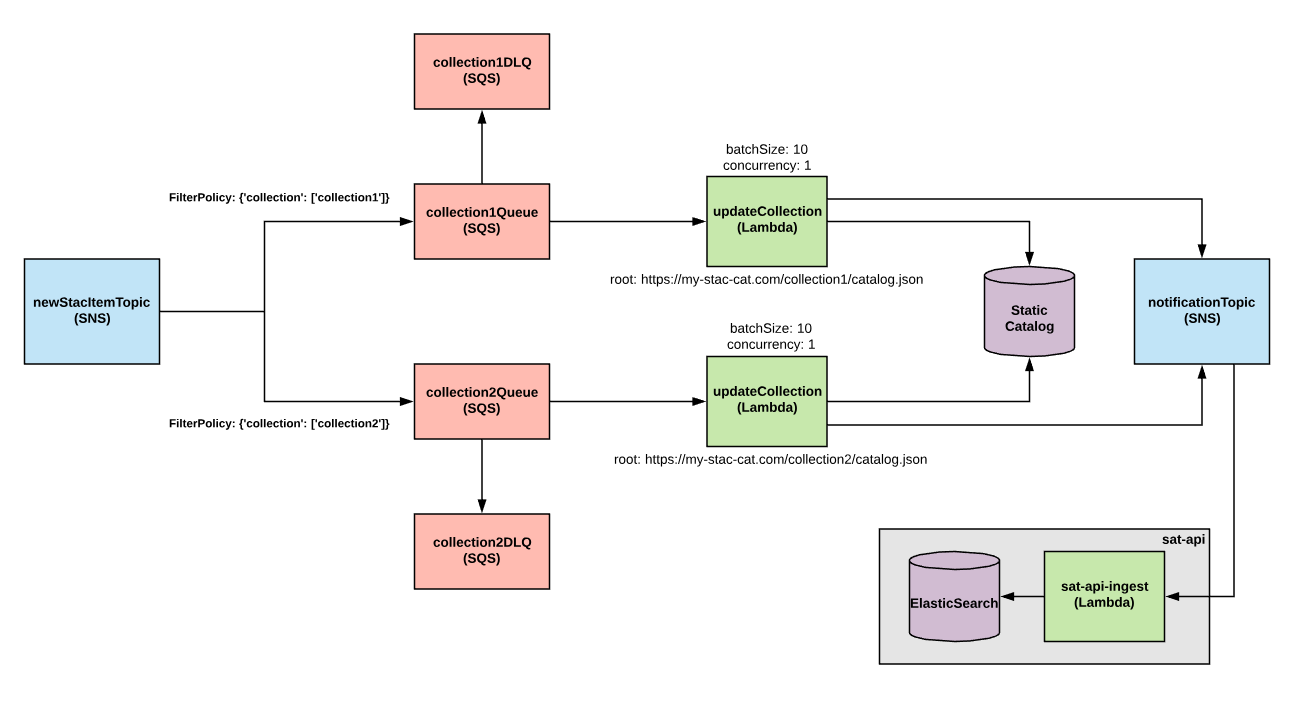 collection1DLQ
(SQS)
batchSize: 10
concurrency: 1
FilterPolicy: {'collection': ['collection1']}
collection1Queue
(SQS)
updateCollection
(Lambda)
root: https://my-stac-cat.com/collection1/catalog.json
newStacItemTopic
(SNS)
Static
Catalog
notificationTopic
(SNS)
batchSize: 10
concurrency: 1
collection2Queue
(SQS)
updateCollection
(Lambda)
FilterPolicy: {'collection': ['collection2']}
root: https://my-stac-cat.com/collection2/catalog.json
collection2DLQ
(SQS)
sat-api
ElasticSearch
sat-api-ingest
(Lambda)